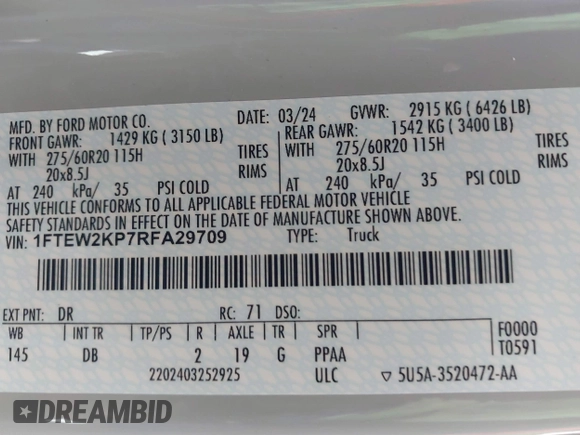 MFD. BY FORD MOTOR CO. DATE: 03/24 GVWR: 2915 KG ( 6426 LB)
FRONT GAWR: 1429 KG ( 3150 LB) REAR GAWR: 1542 KG ( 3400 LB)
WITH 275/60R20 115H TIRES WITH 275/60R20 115H TIRES
20x8.5J RIMS 20x8.5J RIMS
AT 240 kPa/ 35 PSI COLD AT 240 kPa/ 35 PSI COLD
THIS VEHICLE CONFORMS TO ALL APPLICABLE FEDERAL MOTOR VEHICLE
SAFETY STANDARDS IN EFFECT ON THE DATE OF MANUFACTURE SHOWN ABOVE.
VIN: 1FTEW2KP7RFA29709 TYPE: Truck
EXT PNT: DR RC: 71 DSO:
WB INT TR TP/PS R AXLE TR SPR F0000
145 DB 2 19 G PPAA T0591
2202403252925 ULC ▽ 5U5A-3520472-AA
DREAMBID